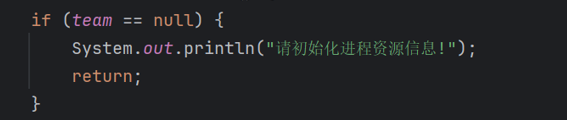 if (team == null) {
    System.out.println("请初始化进程资源信息!");
    return;
}